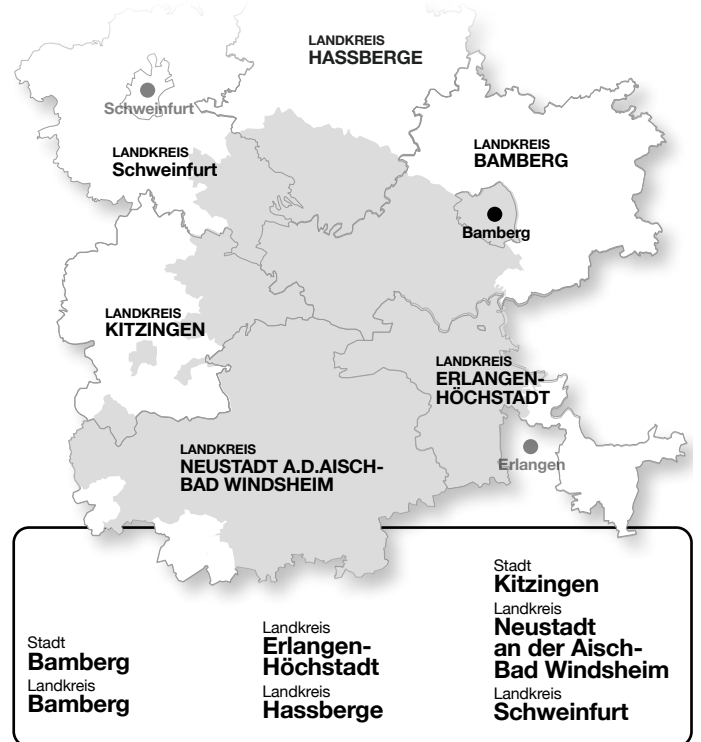 LANDKREIS
HASSBERGE
Schweinfurt
LANDKREIS
Schweinfurt
LANDKREIS
BAMBERG
Bamberg
LANDKREIS
KITZINGEN
LANDKREIS
ERLANGEN-
HÖCHSTADT
LANDKREIS
NEUSTADT A.D.AISCH-
BAD WINDSHEIM
Erlangen
Stadt
Bamberg
Landkreis
Bamberg
Landkreis
Erlangen-
Höchstadt
Landkreis
Hassberge
Stadt
Kitzingen
Landkreis
Neustadt
an der Aisch-
Bad Windsheim
Landkreis
Schweinfurt